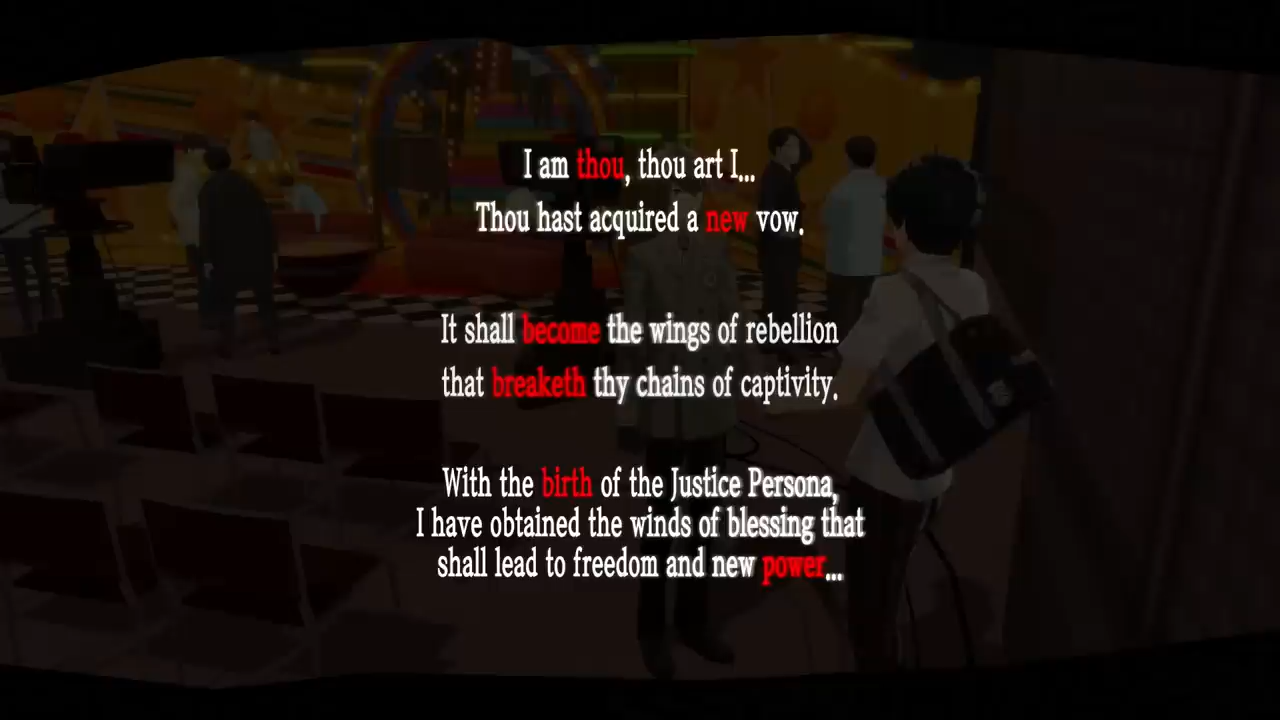 I am thou, thou art I...
Thou hast acquired a new vow.
It shall become the wings of rebellion
that breaketh thy chains of captivity.
With the birth of the Justice Persona,
I have obtained the winds of blessing that
shall lead to freedom and new power...